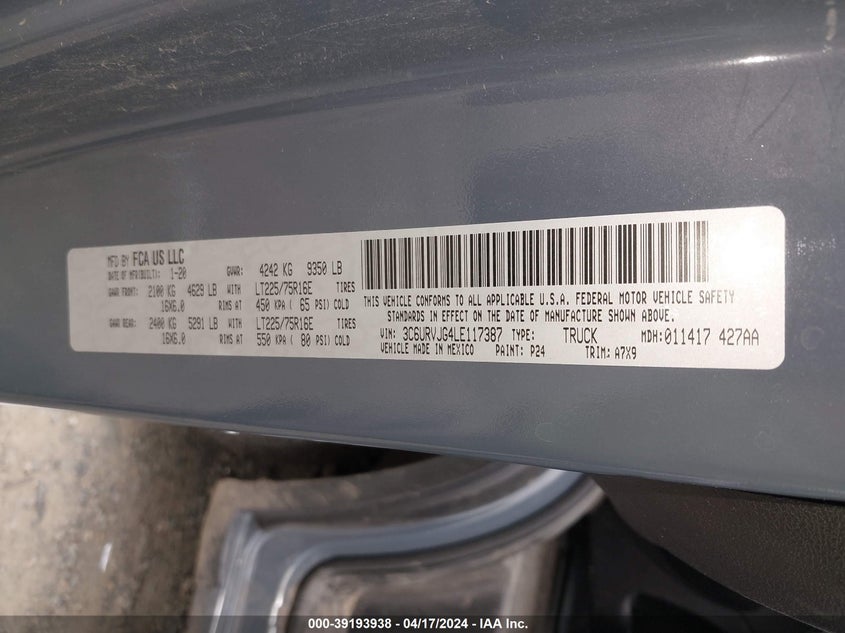 MFD BY FCA US LLC
DATE OF MFR(BUILT): 1-20 GVWR: 4242 KG 9350 LB
GAWR FRONT: 2100 KG 4629 LB WITH LT225/75R16E TIRES
16X6.0 RIMS AT 450 KPA ( 65 PSI) COLD
GAWR REAR: 2400 KG 5291 LB WITH LT225/75R16E TIRES
16X6.0 RIMS AT 550 KPA ( 80 PSI) COLD
THIS VEHICLE CONFORMS TO ALL APPLICABLE U.S.A. FEDERAL MOTOR VEHICLE SAFETY
STANDARDS IN EFFECT ON THE DATE OF MANUFACTURE SHOWN ABOVE.
VIN: 3C6URVJG4LE117387 TYPE: TRUCK MDH:011417 427AA
VEHICLE MADE IN MEXICO PAINT: P24 TRIM: A7X9
000-39193938 - 04/17/2024 - IAA Inc.